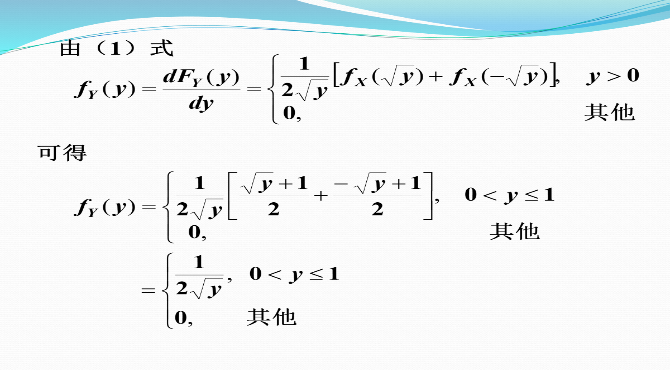 由（1）式
f_Y(y) = dF_Y(y)/dy = { 1/(2√y) [f_X(√y) + f_X(−√y)], y > 0
0, 其他
可得
f_Y(y) = { 1/(2√y) [ (√y + 1)/2 + (−√y + 1)/2 ], 0 < y ≤ 1
0, 其他
= { 1/(2√y), 0 < y ≤ 1
0, 其他